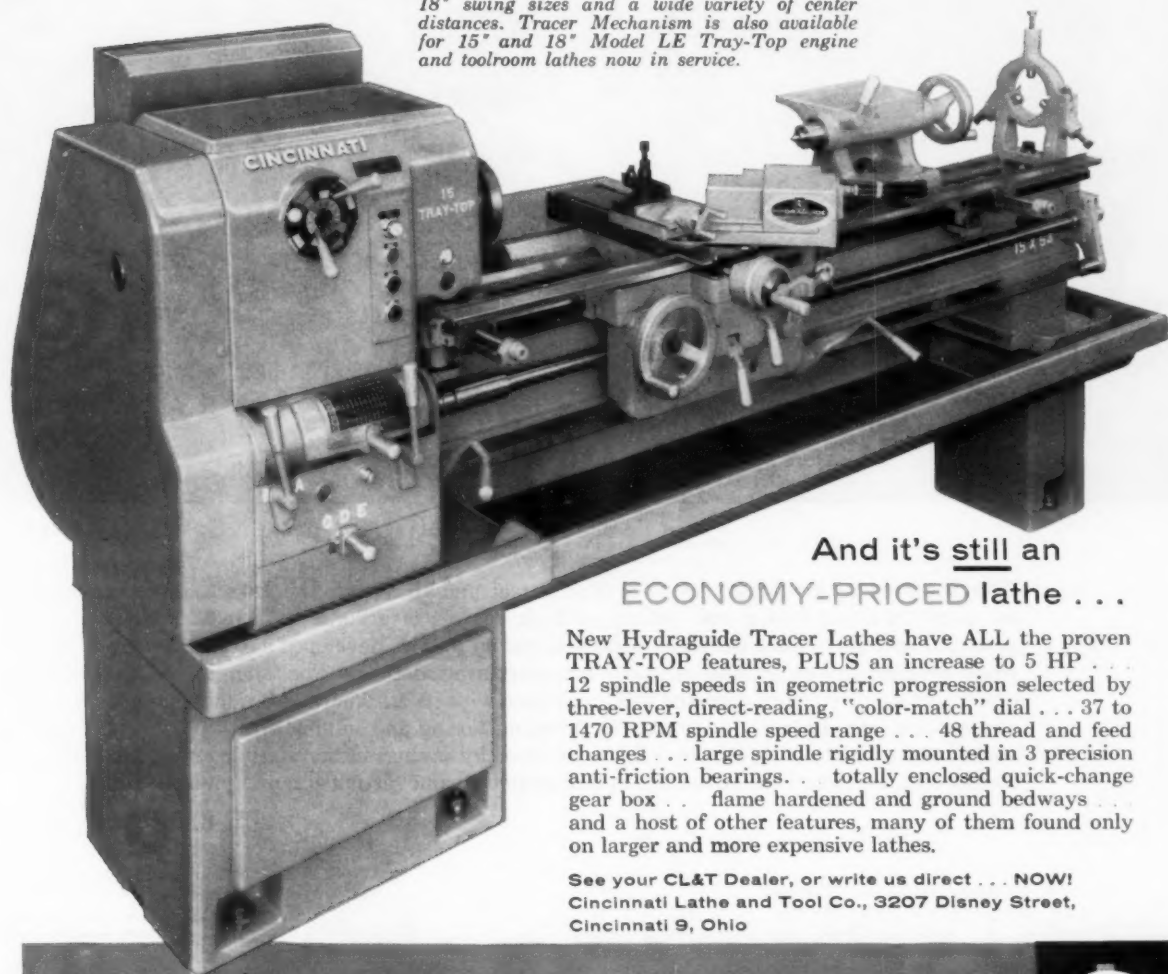 18" swing sizes and a wide variety of center
distances. Tracer Mechanism is also available
for 15" and 18" Model LE Tray-Top engine
and toolroom lathes now in service.
CINCINNATI
15
TRAY-TOP
15 X 54
C D E
And it's still an
ECONOMY-PRICED lathe . . .
New Hydraguide Tracer Lathes have ALL the proven
TRAY-TOP features, PLUS an increase to 5 HP . . .
12 spindle speeds in geometric progression selected by
three-lever, direct-reading, "color-match" dial . . . 37 to
1470 RPM spindle speed range . . . 48 thread and feed
changes . . . large spindle rigidly mounted in 3 precision
anti-friction bearings. . . totally enclosed quick-change
gear box . . flame hardened and ground bedways . . .
and a host of other features, many of them found only
on larger and more expensive lathes.
See your CL&T Dealer, or write us direct . . . NOW!
Cincinnati Lathe and Tool Co., 3207 Disney Street,
Cincinnati 9, Ohio